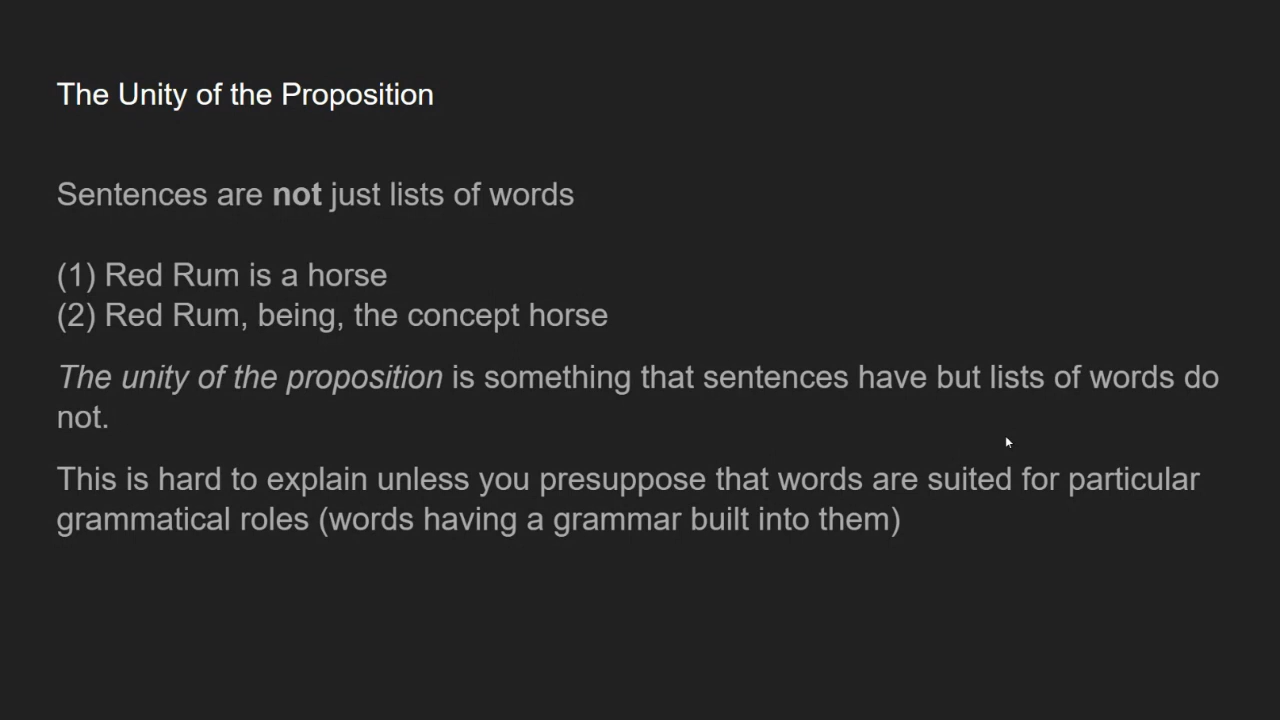 The Unity of the Proposition
Sentences are not just lists of words
(1) Red Rum is a horse
(2) Red Rum, being, the concept horse
The unity of the proposition is something that sentences have but lists of words do
not.
This is hard to explain unless you presuppose that words are suited for particular
grammatical roles (words having a grammar built into them)